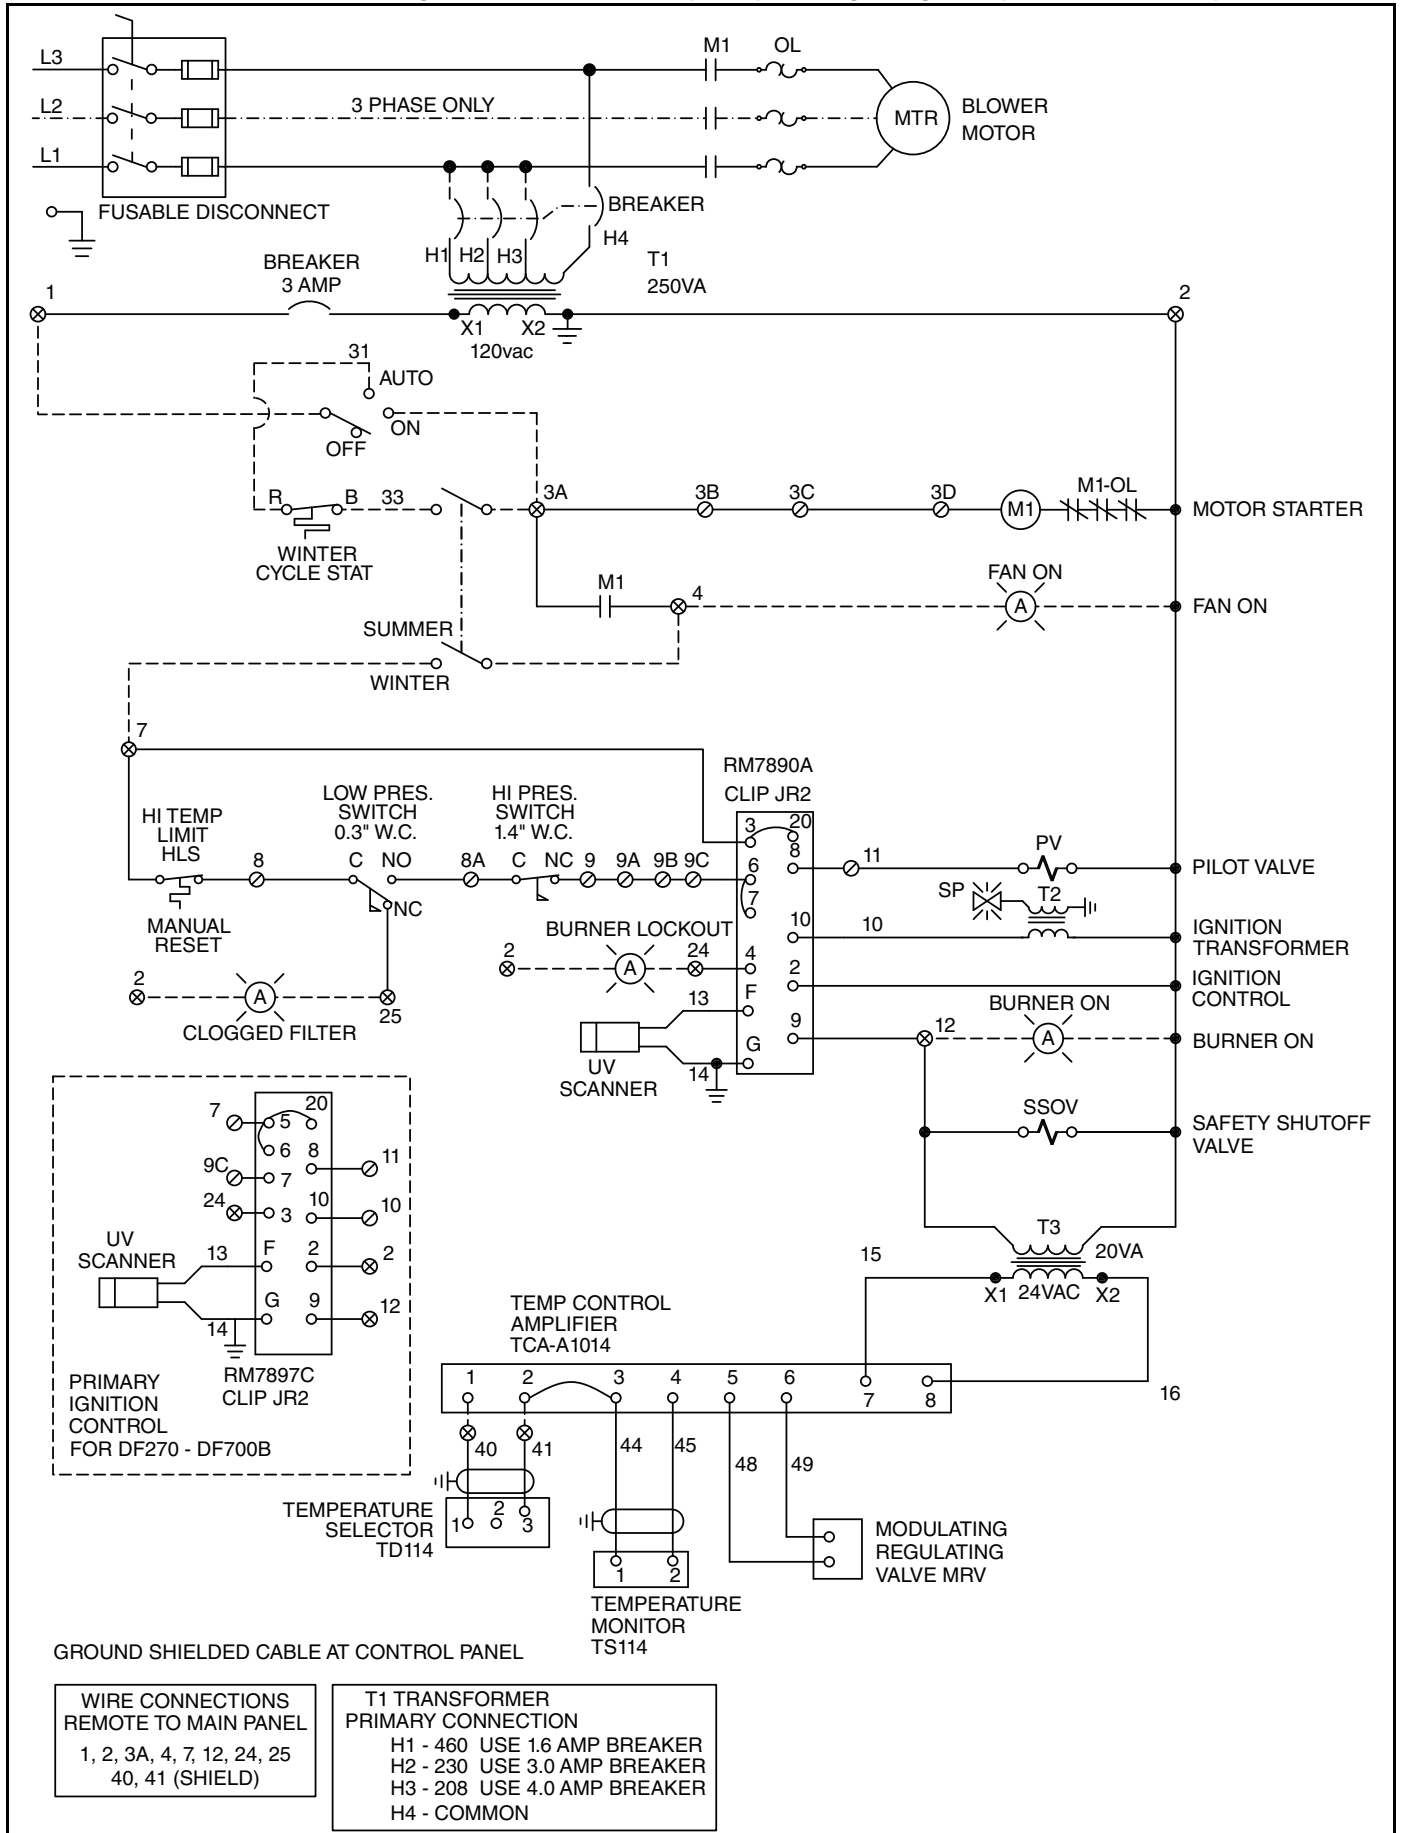 M1 OL
L3
L2 3 PHASE ONLY MTR BLOWER
MOTOR
L1
FUSABLE DISCONNECT
BREAKER
H1 H2 H3 H4
T1
250VA
BREAKER
3 AMP
1 2
X1 X2
120vac
31
AUTO
OFF ON
R B 33 3A 3B 3C 3D M1 M1-OL MOTOR STARTER
WINTER
CYCLE STAT
M1 4 FAN ON
A FAN ON
SUMMER
WINTER
7
RM7890A
CLIP JR2
HI TEMP
LIMIT
HLS
LOW PRES.
SWITCH
0.3" W.C.
HI PRES.
SWITCH
1.4" W.C.
8 C NO 8A C NC 9 9A 9B 9C
NC
MANUAL
RESET
3 20
6 8
7
10
4 2
F
9
G
11 PV PILOT VALVE
SP T2
10 IGNITION
TRANSFORMER
IGNITION
CONTROL
BURNER LOCKOUT
2 A 24
2 A 25
CLOGGED FILTER
13
14
UV
SCANNER
BURNER ON
12 A BURNER ON
SSOV SAFETY SHUTOFF
VALVE
7 5 20
6 8 11
9C 7
24 3 10 10
UV
SCANNER
13 F 2 2
14 G 9 12
RM7897C
CLIP JR2
PRIMARY
IGNITION
CONTROL
FOR DF270 - DF700B
T3
20VA
15 X1 24VAC X2
16
TEMP CONTROL
AMPLIFIER
TCA-A1014
1 2 3 4 5 6 7 8
40 41 44 45 48 49
TEMPERATURE
SELECTOR
TD114
1 2 3
1 2
TEMPERATURE
MONITOR
TS114
MODULATING
REGULATING
VALVE MRV
GROUND SHIELDED CABLE AT CONTROL PANEL
WIRE CONNECTIONS
REMOTE TO MAIN PANEL
1, 2, 3A, 4, 7, 12, 24, 25
40, 41 (SHIELD)
T1 TRANSFORMER
PRIMARY CONNECTION
H1 - 460 USE 1.6 AMP BREAKER
H2 - 230 USE 3.0 AMP BREAKER
H3 - 208 USE 4.0 AMP BREAKER
H4 - COMMON